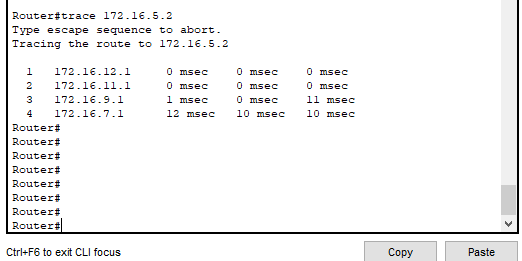 Router#trace 172.16.5.2
Type escape sequence to abort.
Tracing the route to 172.16.5.2
1 172.16.12.1 0 msec 0 msec 0 msec
2 172.16.11.1 0 msec 0 msec 0 msec
3 172.16.9.1 1 msec 0 msec 11 msec
4 172.16.7.1 12 msec 10 msec 10 msec
Router#
Router#
Router#
Router#
Router#
Router#
Router#
Router#
Ctrl+F6 to exit CLI focus Copy Paste